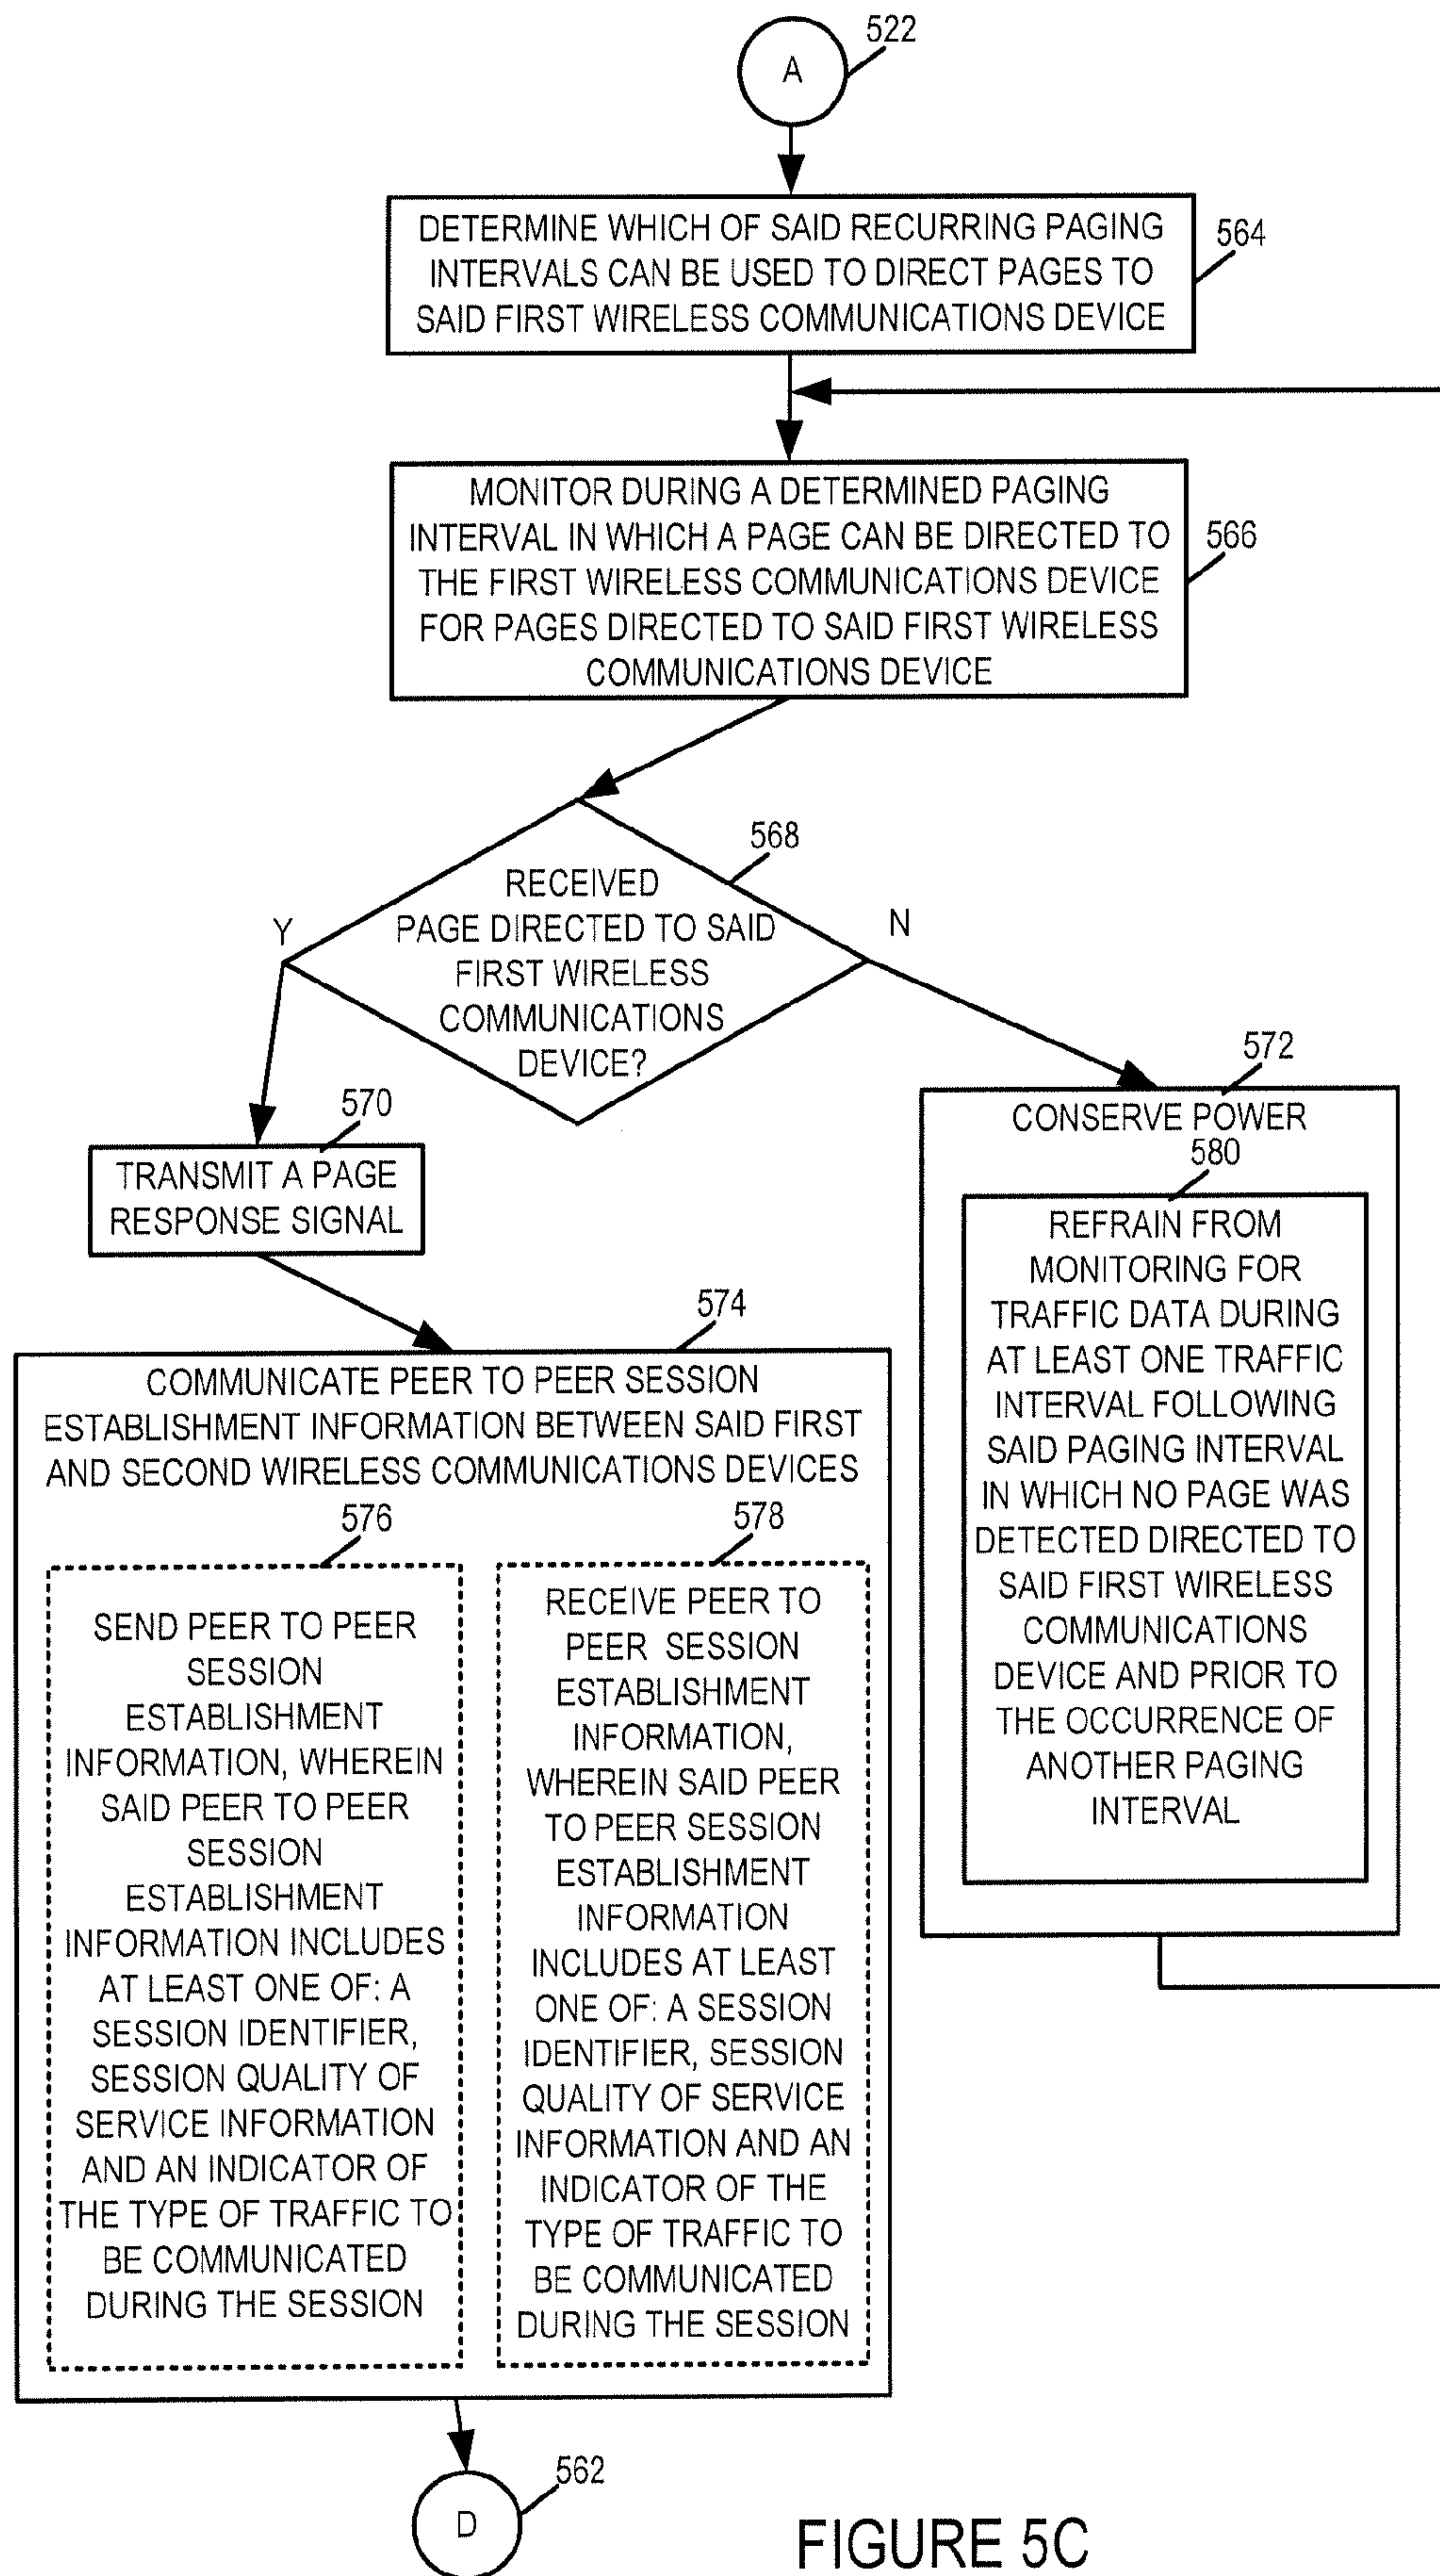 522
A
DETERMINE WHICH OF SAID RECURRING PAGING
INTERVALS CAN BE USED TO DIRECT PAGES TO
SAID FIRST WIRELESS COMMUNICATIONS DEVICE
564
MONITOR DURING A DETERMINED PAGING
INTERVAL IN WHICH A PAGE CAN BE DIRECTED TO
THE FIRST WIRELESS COMMUNICATIONS DEVICE
FOR PAGES DIRECTED TO SAID FIRST WIRELESS
COMMUNICATIONS DEVICE
566
568
RECEIVED
PAGE DIRECTED TO SAID
FIRST WIRELESS
COMMUNICATIONS
DEVICE?
Y
N
570
TRANSMIT A PAGE
RESPONSE SIGNAL
572
CONSERVE POWER
580
REFRAIN FROM
MONITORING FOR
TRAFFIC DATA DURING
AT LEAST ONE TRAFFIC
INTERVAL FOLLOWING
SAID PAGING INTERVAL
IN WHICH NO PAGE WAS
DETECTED DIRECTED TO
SAID FIRST WIRELESS
COMMUNICATIONS
DEVICE AND PRIOR TO
THE OCCURRENCE OF
ANOTHER PAGING
INTERVAL
574
COMMUNICATE PEER TO PEER SESSION
ESTABLISHMENT INFORMATION BETWEEN SAID FIRST
AND SECOND WIRELESS COMMUNICATIONS DEVICES
576
SEND PEER TO PEER
SESSION
ESTABLISHMENT
INFORMATION, WHEREIN
SAID PEER TO PEER
SESSION
ESTABLISHMENT
INFORMATION INCLUDES
AT LEAST ONE OF: A
SESSION IDENTIFIER,
SESSION QUALITY OF
SERVICE INFORMATION
AND AN INDICATOR OF
THE TYPE OF TRAFFIC TO
BE COMMUNICATED
DURING THE SESSION
578
RECEIVE PEER TO
PEER SESSION
ESTABLISHMENT
INFORMATION,
WHEREIN SAID PEER
TO PEER SESSION
ESTABLISHMENT
INFORMATION
INCLUDES AT LEAST
ONE OF: A SESSION
IDENTIFIER, SESSION
QUALITY OF SERVICE
INFORMATION AND AN
INDICATOR OF THE
TYPE OF TRAFFIC TO
BE COMMUNICATED
DURING THE SESSION
562
D
FIGURE 5C